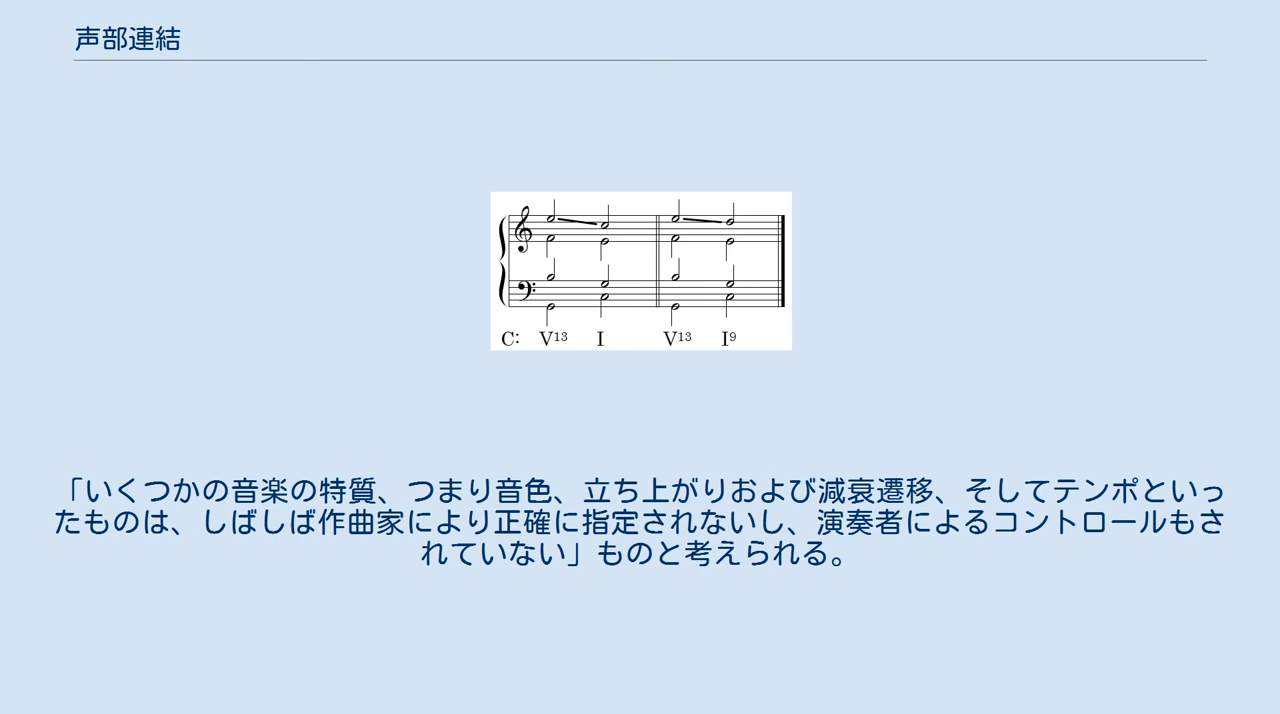 声部連結
C: V13 I V13 I9
「いくつかの音楽の特質、つまり音色、立ち上がりおよび減衰遷移、そしてテンポといっ
たものは、しばしば作曲家により正確に指定されないし、演奏者によるコントロールもさ
れていない」ものと考えられる。